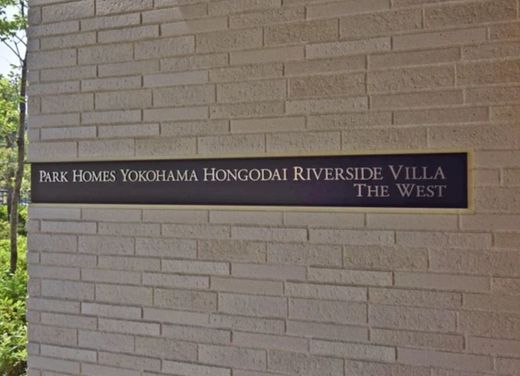 Park Homes Yokohama Hongodai Riverside Villa
The West